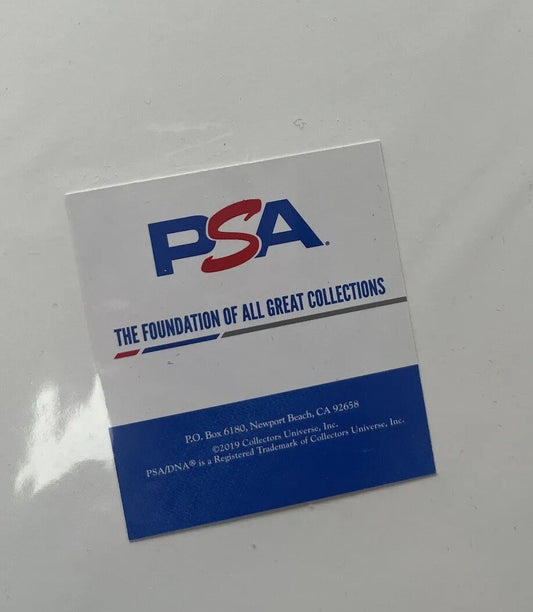 PSA.
THE FOUNDATION OF ALL GREAT COLLECTIONS
P.O. Box 6180, Newport Beach, CA 92658
©2019 Collectors Universe, Inc.
PSA/DNA® is a Registered Trademark of Collectors Universe, Inc.